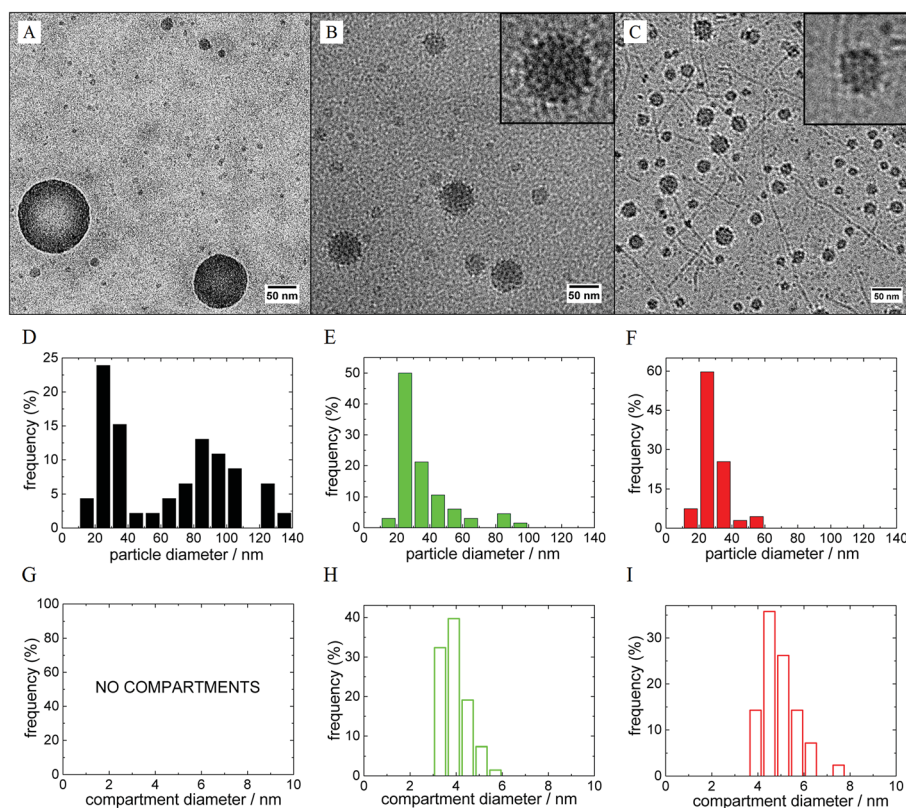 A
B
C
50 nm
50 nm
50 nm
D
E
F
frequency (%)
25
20
15
10
5
0
0 20 40 60 80 100 120 140
particle diameter / nm
frequency (%)
50
40
30
20
10
0
0 20 40 60 80 100 120 140
particle diameter / nm
frequency (%)
60
45
30
15
0
0 20 40 60 80 100 120 140
particle diameter / nm
G
H
I
frequency (%)
100
80
60
40
20
0
NO COMPARTMENTS
0 2 4 6 8 10
compartment diameter / nm
frequency (%)
40
30
20
10
0
0 2 4 6 8 10
compartment diameter / nm
frequency (%)
30
20
10
0
0 2 4 6 8 10
compartment diameter / nm